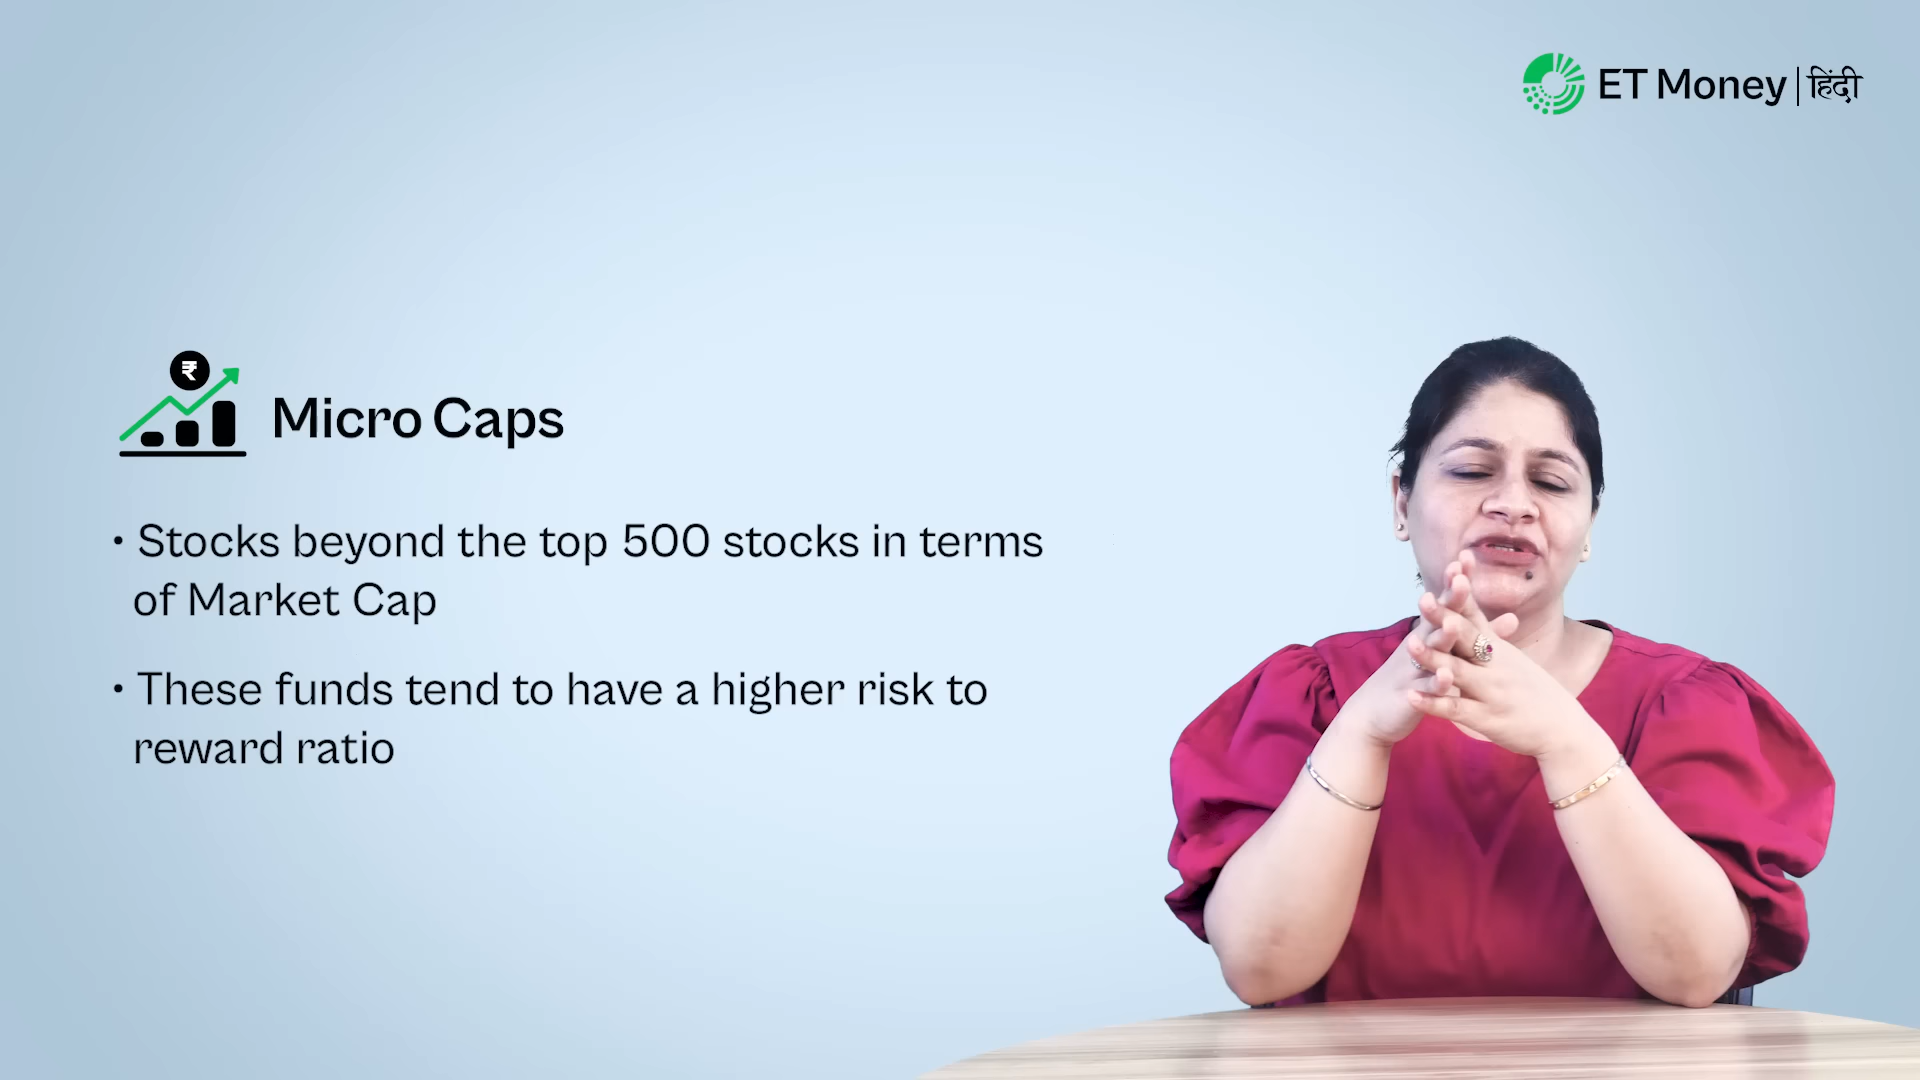 ET Money | हिंदी
₹
Micro Caps
• Stocks beyond the top 500 stocks in terms
of Market Cap
• These funds tend to have a higher risk to
reward ratio